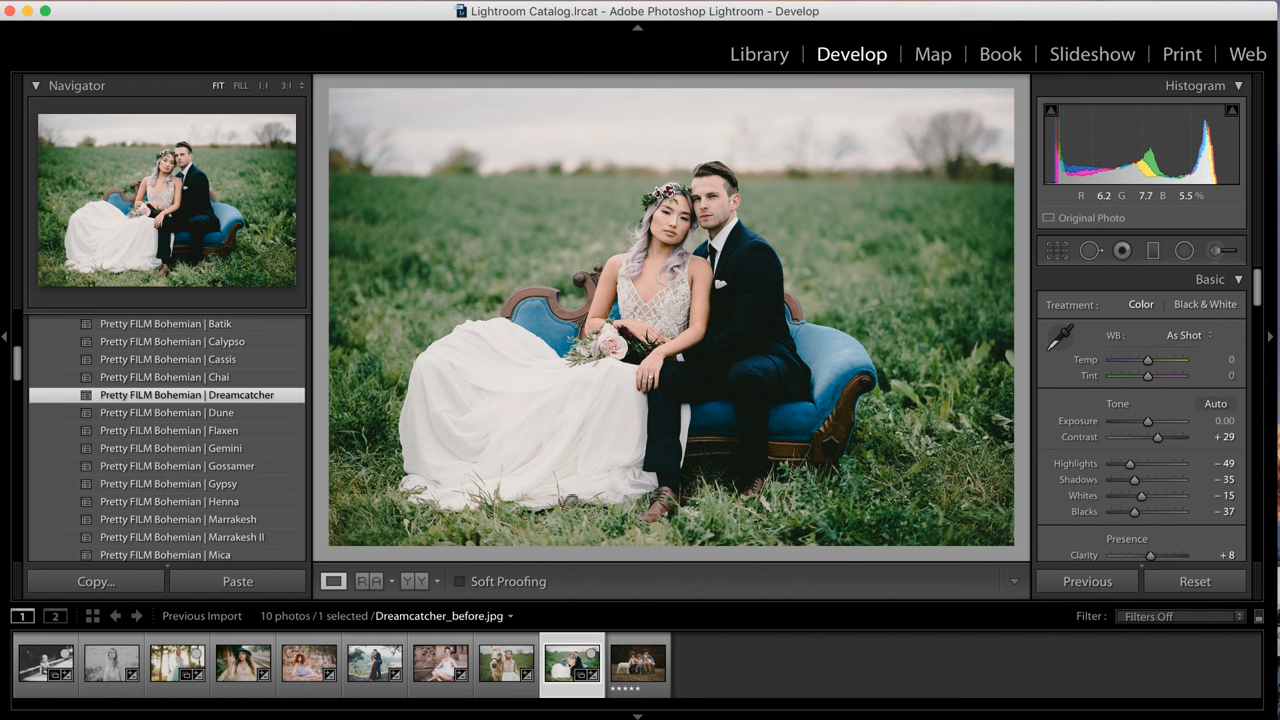 Lightroom Catalog.lrcat - Adobe Photoshop Lightroom - Develop
Library | Develop | Map | Book | Slideshow | Print | Web
Navigator FIT FILL 1:1 3:1
Pretty FILM Bohemian | Batik
Pretty FILM Bohemian | Calypso
Pretty FILM Bohemian | Cassis
Pretty FILM Bohemian | Chai
Pretty FILM Bohemian | Dreamcatcher
Pretty FILM Bohemian | Dune
Pretty FILM Bohemian | Flaxen
Pretty FILM Bohemian | Gemini
Pretty FILM Bohemian | Gossamer
Pretty FILM Bohemian | Gypsy
Pretty FILM Bohemian | Henna
Pretty FILM Bohemian | Marrakesh
Pretty FILM Bohemian | Marrakesh II
Pretty FILM Bohemian | Mica
Copy... Paste
R A Y Y Soft Proofing
Histogram
R 6.2 G 7.7 B 5.5 %
Original Photo
Basic
Treatment : Color | Black & White
WB : As Shot
Temp 0
Tint 0
Tone Auto
Exposure 0.00
Contrast + 29
Highlights - 49
Shadows - 35
Whites - 15
Blacks - 37
Presence
Clarity + 8
Previous Reset
1 2 Previous Import 10 photos / 1 selected / Dreamcatcher_before.jpg Filter : Filters Off